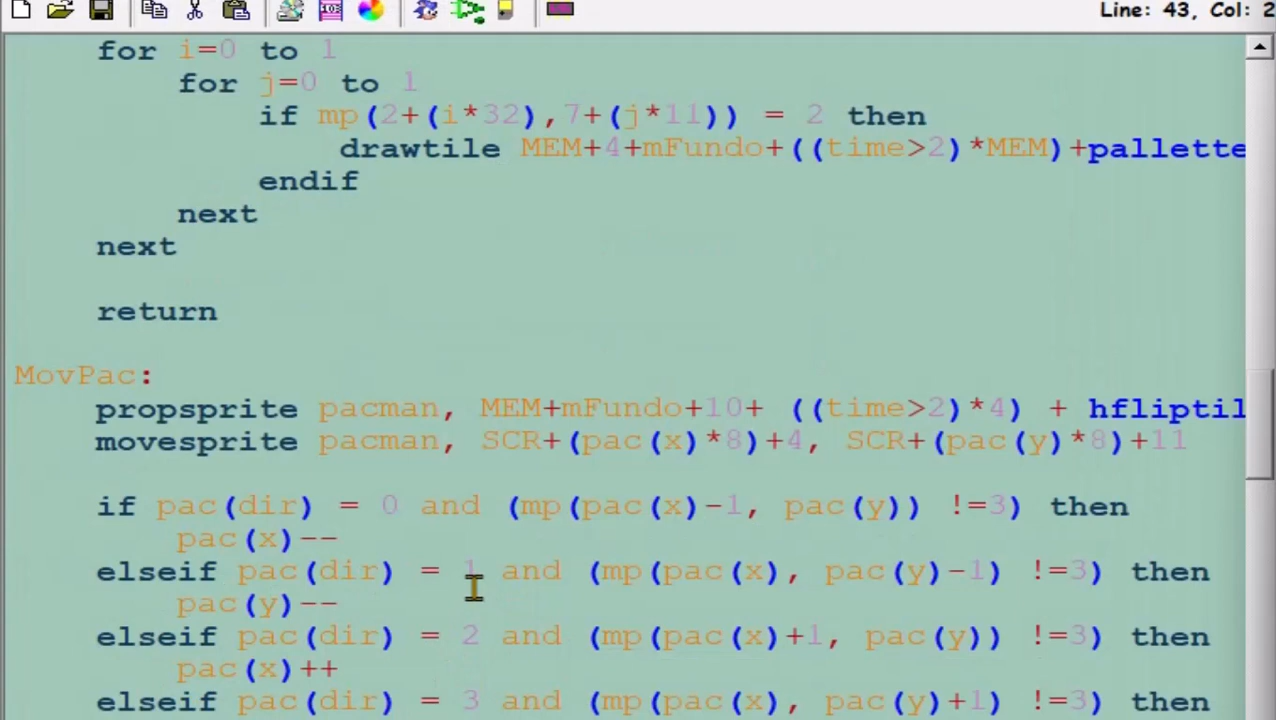 Line: 43, Col: 2
for i=0 to 1
for j=0 to 1
if mp(2+(i*32),7+(j*11)) = 2 then
drawtile MEM+4+mFundo+((time>2)*MEM)+pallette
endif
next
next
return
MovPac:
propsprite pacman, MEM+mFundo+10+ ((time>2)*4) + hfliptil
movesprite pacman, SCR+(pac(x)*8)+4, SCR+(pac(y)*8)+11
if pac(dir) = 0 and (mp(pac(x)-1, pac(y)) !=3) then
pac(x)--
elseif pac(dir) = 1 and (mp(pac(x), pac(y)-1) !=3) then
pac(y)--
elseif pac(dir) = 2 and (mp(pac(x)+1, pac(y)) !=3) then
pac(x)++
elseif pac(dir) = 3 and (mp(pac(x), pac(y)+1) !=3) then